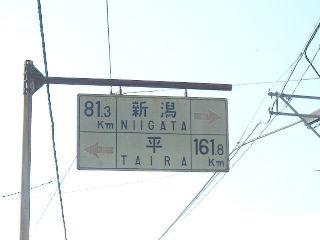 81.3 Km 新潟
NIIGATA
平 161.8 Km
TAIRA